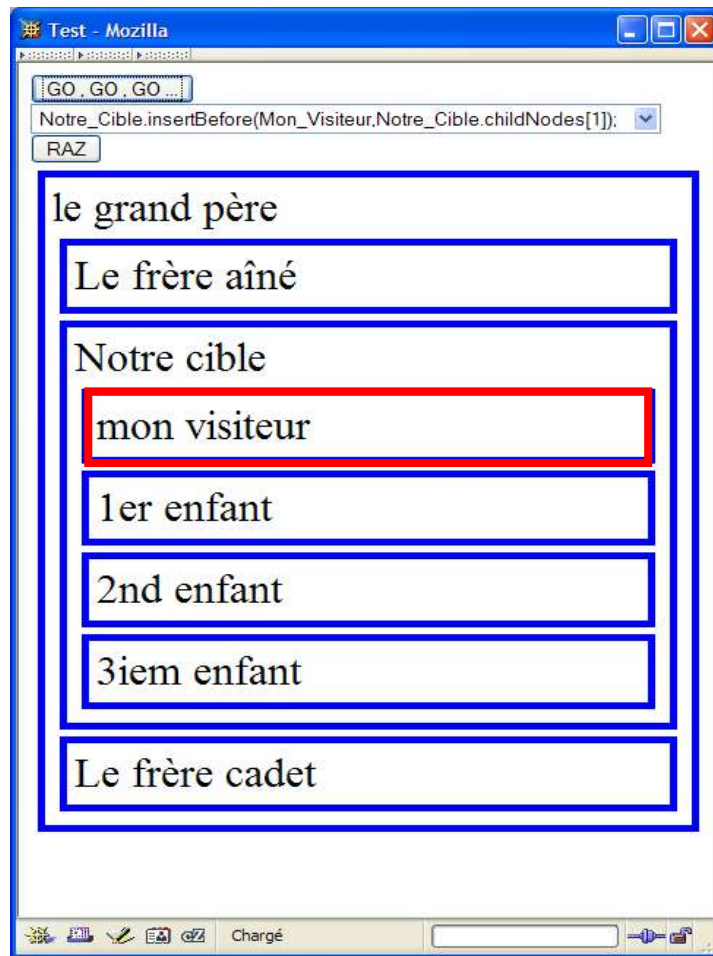 Test - Mozilla
GO , GO , GO ...
Notre_Cible.insertBefore(Mon_Visiteur,Notre_Cible.childNodes[1]);
RAZ
le grand père
Le frère aîné
Notre cible
mon visiteur
1er enfant
2nd enfant
3iem enfant
Le frère cadet
Chargé